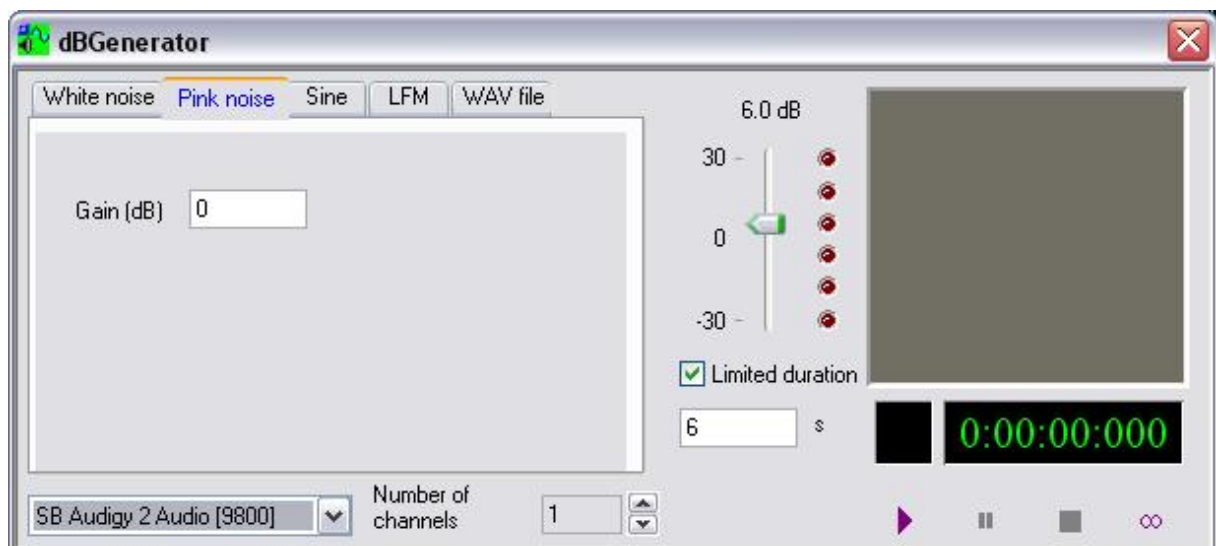 dBGenerator
White noise Pink noise Sine LFM WAV file
Gain (dB) 0
6.0 dB
30
0
-30
Limited duration
6 s
0:00:00:000
SB Audigy 2 Audio [9800]
Number of
channels
1
∞